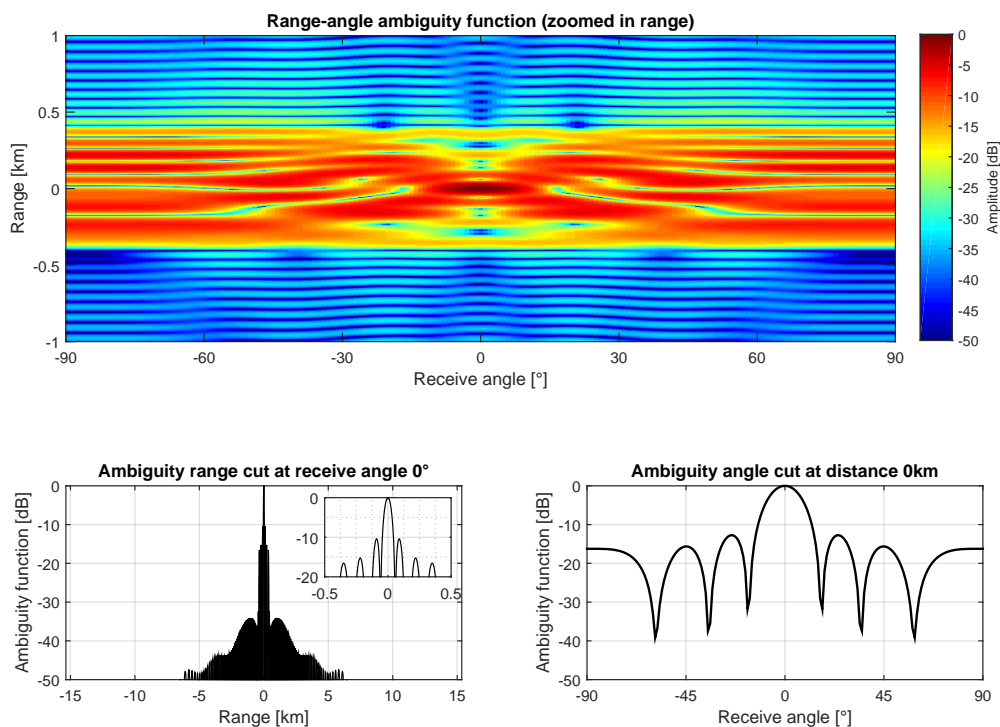 Range-angle ambiguity function (zoomed in range)
1
0.5
0
-0.5
-1
Range [km]
-90 -60 -30 0 30 60 90
Receive angle [°]
0
-5
-10
-15
-20
-25
-30
-35
-40
-45
-50
Amplitude [dB]
Ambiguity range cut at receive angle 0°
0
-10
-20
-30
-40
-50
Ambiguity function [dB]
-15 -10 -5 0 5 10 15
Range [km]
0
-10
-20
-0.5 0 0.5
Ambiguity angle cut at distance 0km
0
-10
-20
-30
-40
-50
Ambiguity function [dB]
-90 -45 0 45 90
Receive angle [°]